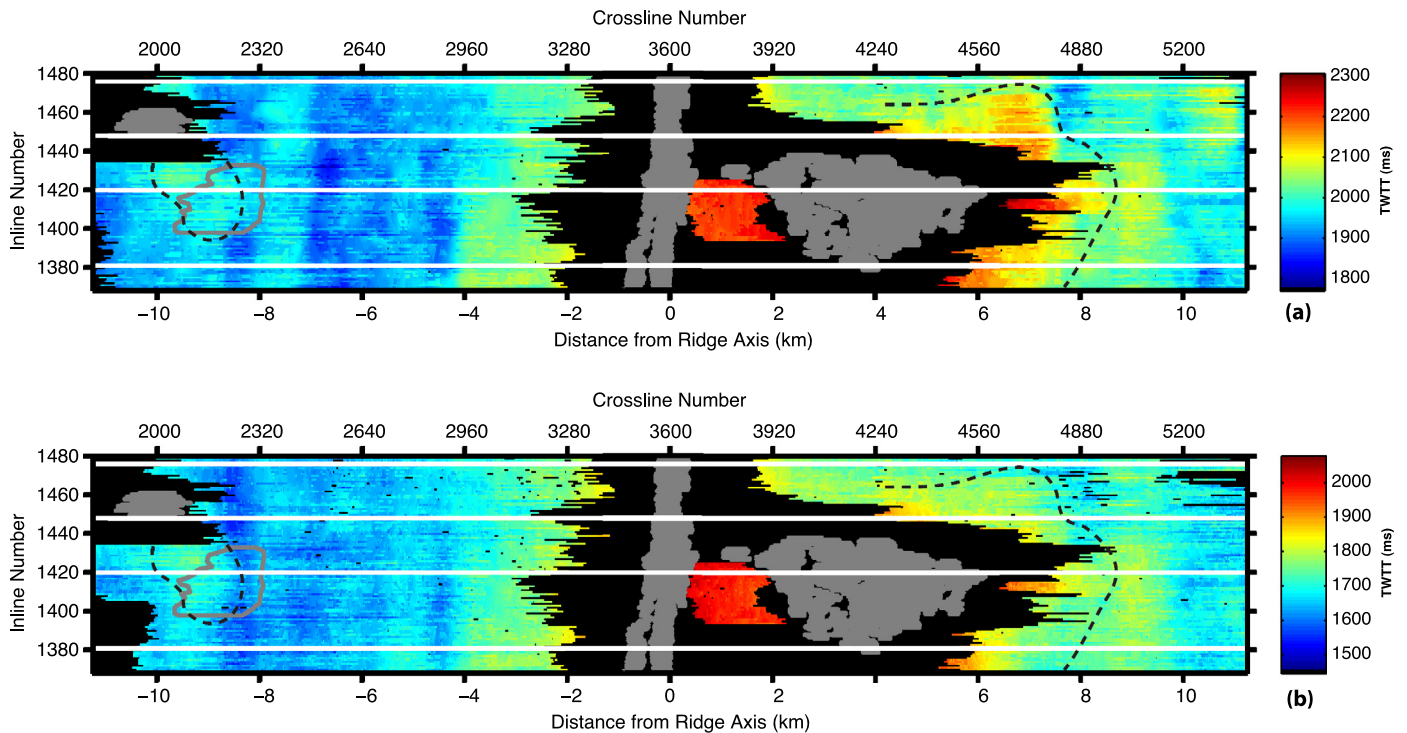 Crossline Number
2000 2320 2640 2960 3280 3600 3920 4240 4560 4880 5200
1480
1460
1440
1420
1400
1380
Inline Number
−10 −8 −6 −4 −2 0 2 4 6 8 10
Distance from Ridge Axis (km)
2300
2200
2100
2000
1900
1800
TWTT (ms)
(a)
Crossline Number
2000 2320 2640 2960 3280 3600 3920 4240 4560 4880 5200
1480
1460
1440
1420
1400
1380
Inline Number
−10 −8 −6 −4 −2 0 2 4 6 8 10
Distance from Ridge Axis (km)
2000
1900
1800
1700
1600
1500
TWTT (ms)
(b)